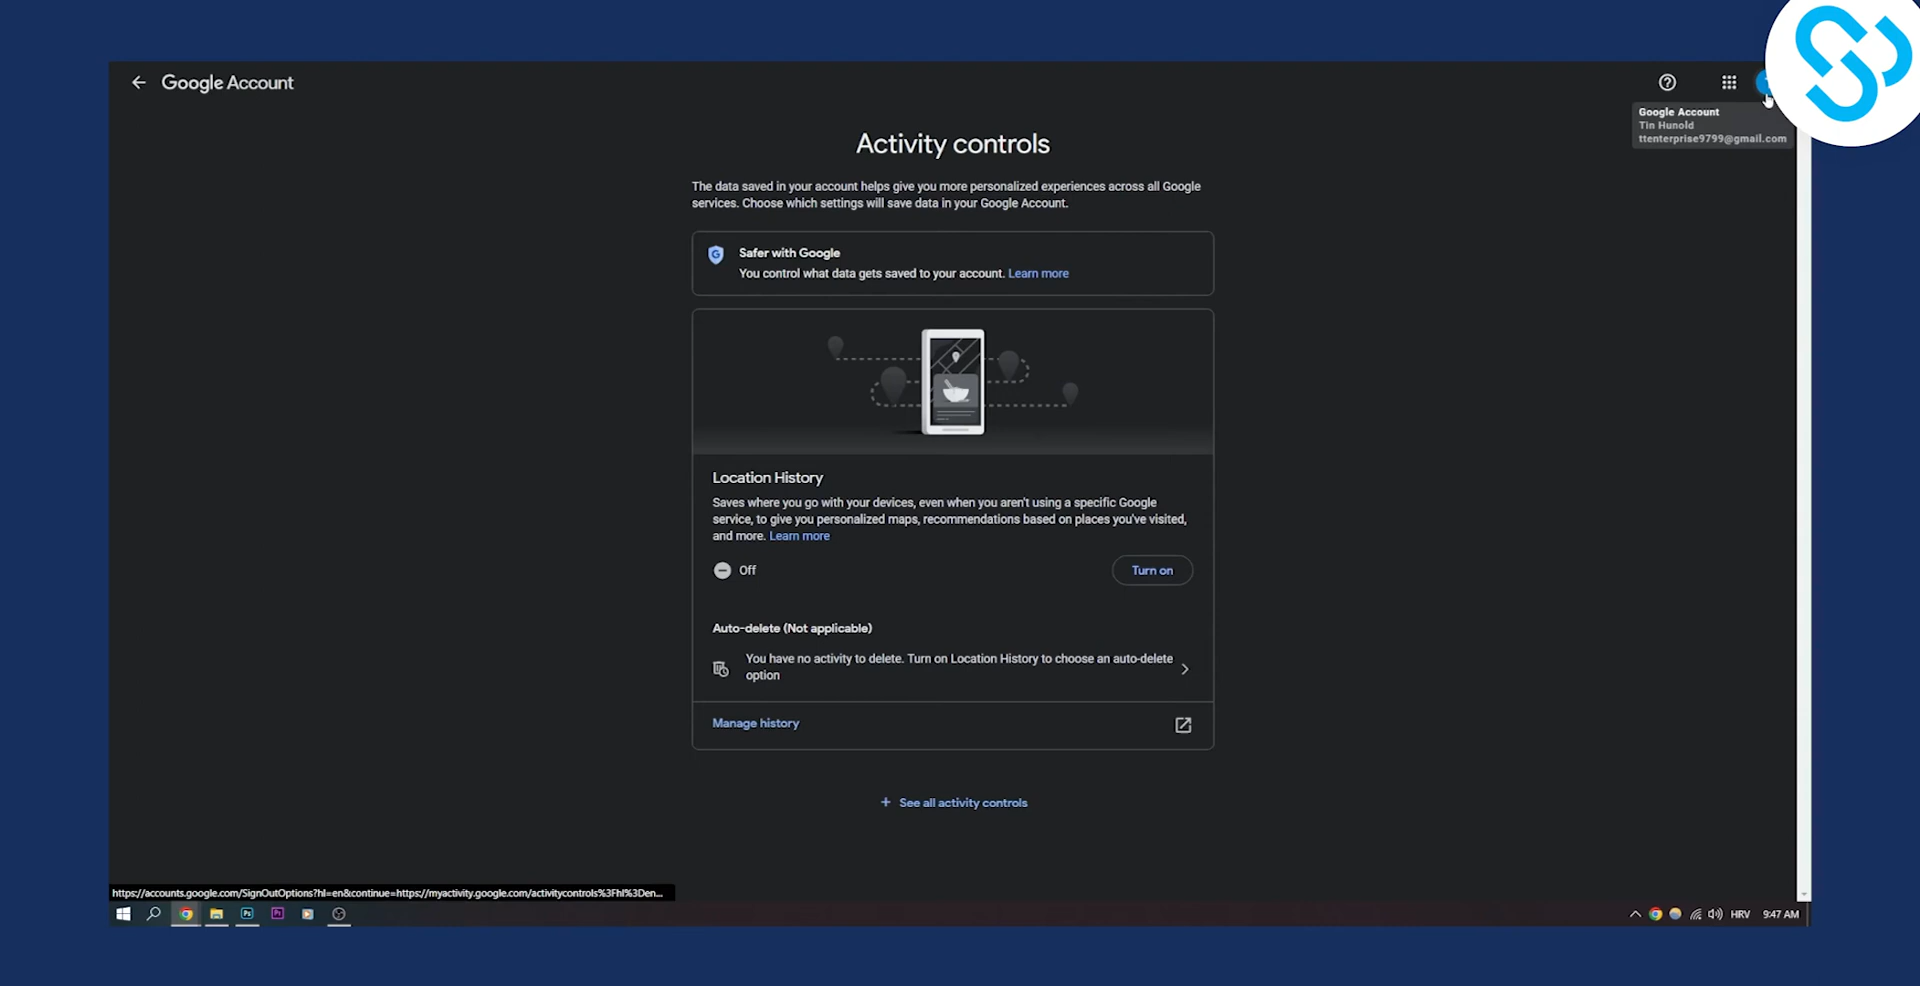 Google Account
Google Account
Tin Hunold
ttenterprise9799@gmail.com
Activity controls
The data saved in your account helps give you more personalized experiences across all Google
services. Choose which settings will save data in your Google Account.
Safer with Google
You control what data gets saved to your account. Learn more
Location History
Saves where you go with your devices, even when you aren't using a specific Google
service, to give you personalized maps, recommendations based on places you've visited,
and more. Learn more
Off
Turn on
Auto-delete (Not applicable)
You have no activity to delete. Turn on Location History to choose an auto-delete
option
Manage history
+ See all activity controls
https://accounts.google.com/SignOutOptions?hl=en&continue=https://myactivity.google.com/activitycontrols%3Fhl%3Den...
Ps
Pr
HRV
9:47 AM